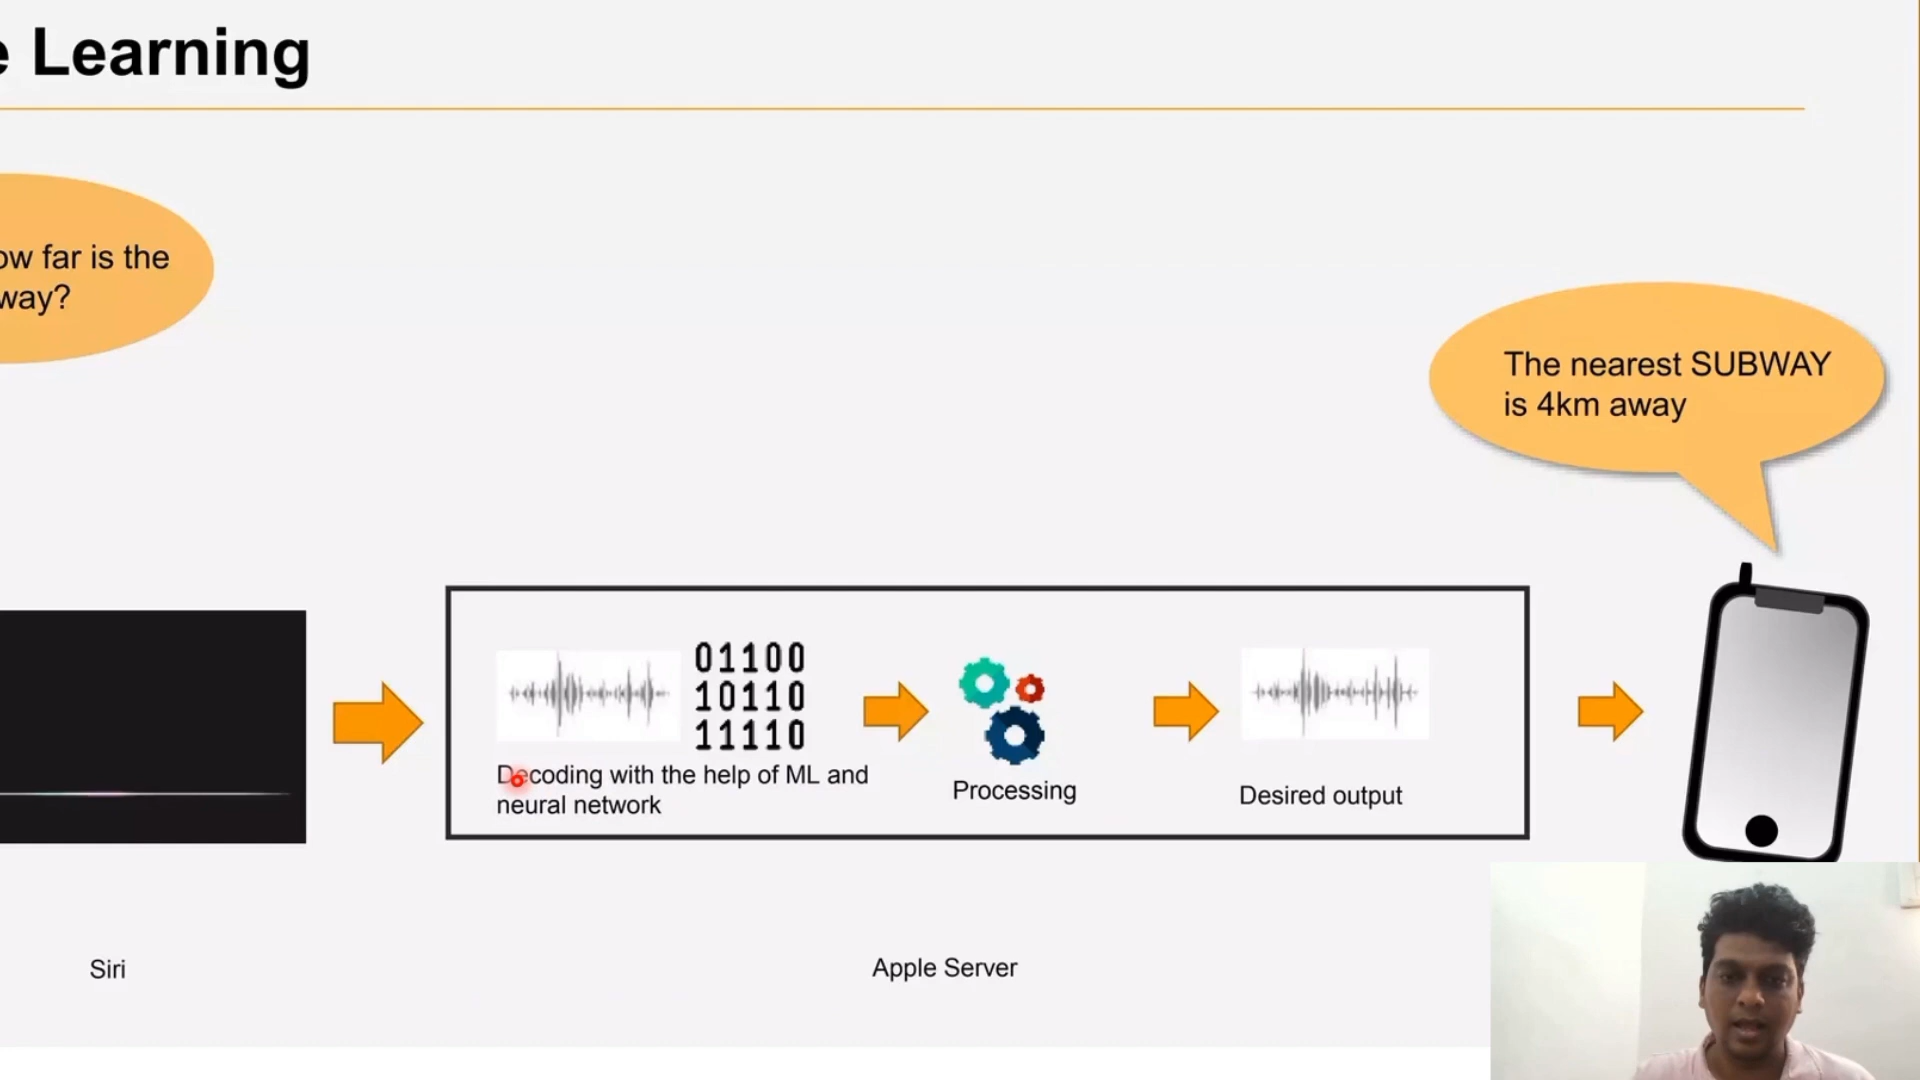 Learning
far is the
way?
The nearest SUBWAY
is 4km away
01100
10110
11110
Decoding with the help of ML and
neural network
Processing
Desired output
Siri
Apple Server